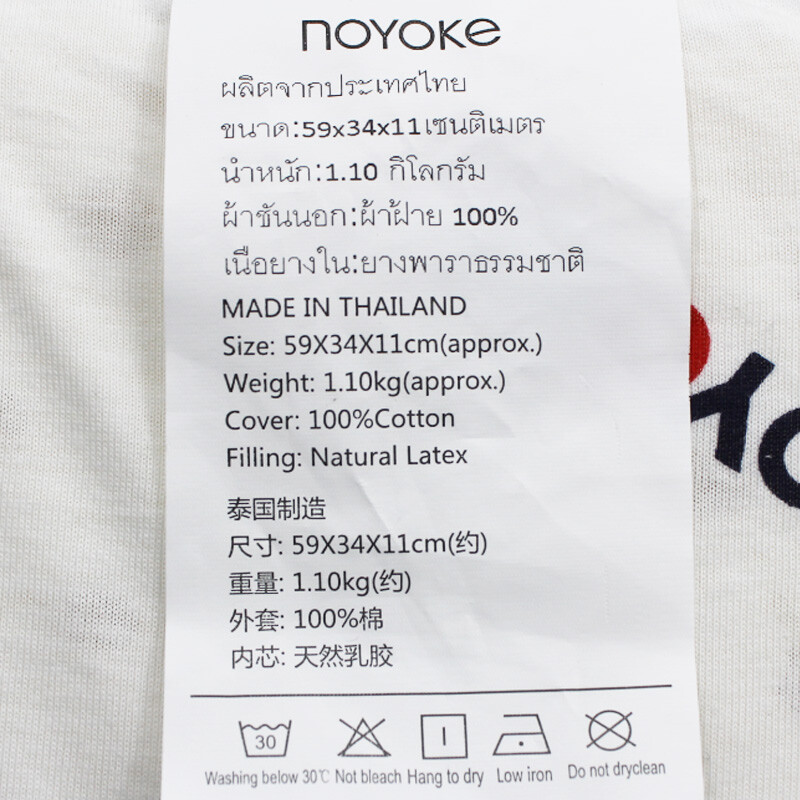 NOYOKE
ผลิตจากประเทศไทย
ขนาด:59x34x11เซนติเมตร
น้ำหนัก:1.10 กิโลกรัม
ผ้าชั้นนอก:ผ้าฝ้าย 100%
เนื้อยางใน:ยางพาราธรรมชาติ
MADE IN THAILAND
Size: 59X34X11cm(approx.)
Weight: 1.10kg(approx.)
Cover: 100%Cotton
Filling: Natural Latex
泰国制造
尺寸: 59X34X11cm(约)
重量: 1.10kg(约)
外套: 100%棉
内芯: 天然乳胶
30
Washing below 30℃ Not bleach Hang to dry Low iron Do not dryclean